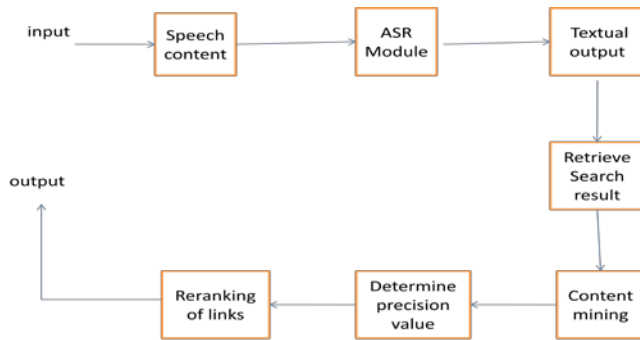 input
Speech
content
ASR
Module
Textual
output
Retrieve
Search
result
Content
mining
Determine
precision
value
Reranking
of links
output